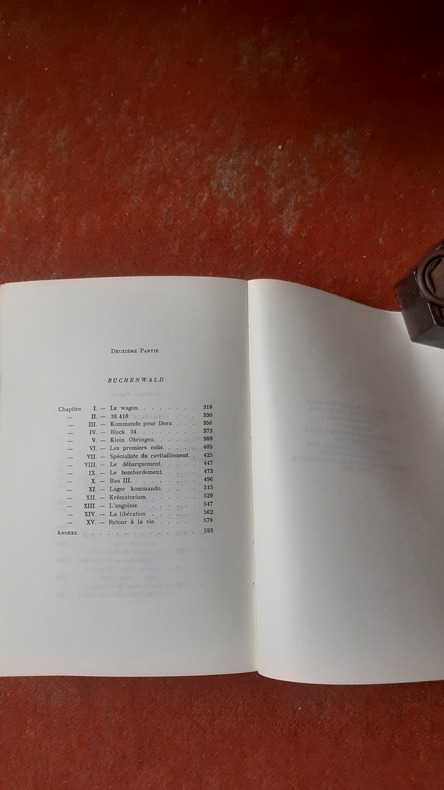 DEUXIÈME PARTIE
BUCHENWALD
Chapitre I. — Le wagon. . . . . . . . 319
— II. — 38.418 . . . . . . . . 330
— III. — Kommando pour Dora . . . 356
— IV. — Block 34. . . . . . . . 373
— V. — Klein Obringen. . . . . . 389
— VI — Les premiers colis. . . . . 405
— VII. — Spécialiste du ravitaillement. 425
— VIII. — Le débarquement. . . . . 447
— IX. — Le bombardement. . . . . 473
— X. — Bau III. . . . . . . . 496
— XI. — Lager kommando. . . . . 515
— XII. — Krématorium . . . . . . 529
— XIII. — L'angoisse. . . . . . . 547
— XIV. — La libération . . . . . . 562
— XV. — Retour à la vie. . . . . . 579
ANNEXE. . . . . . . . . . . . 593